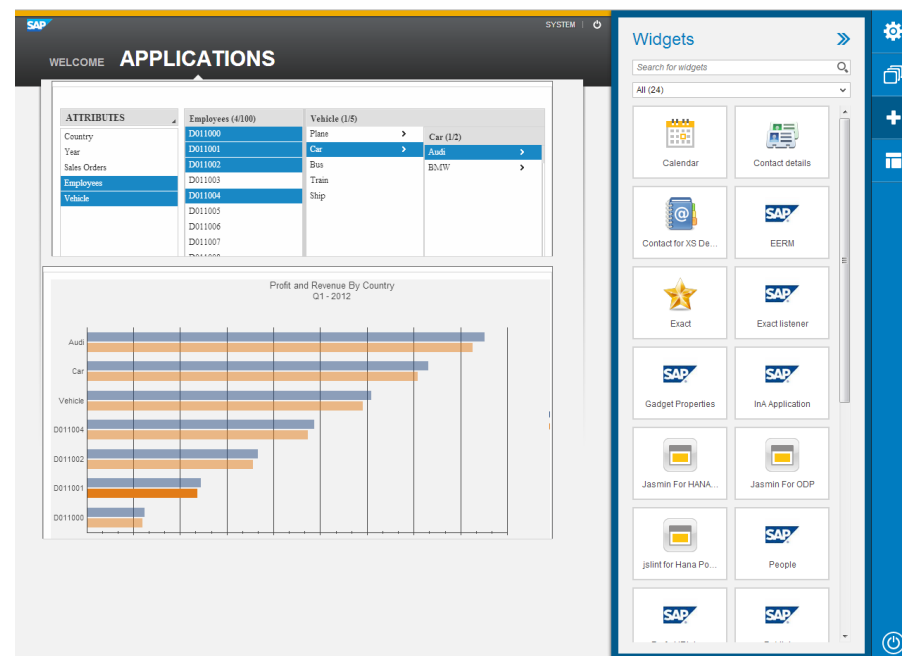 SAP
SYSTEM
WELCOME APPLICATIONS
ATTRIBUTES
Country
Year
Sales Orders
Employees
Vehicle
Employees (4/100)
D011000
D011001
D011002
D011003
D011004
D011005
D011006
D011007
Vehicle (1/5)
Plane
Car
Bus
Train
Ship
Car (1/2)
Audi
BMW
Profit and Revenue By Country
Q1 - 2012
Audi
Car
Vehicle
D011004
D011002
D011001
D011000
Widgets
Search for widgets
All (24)
Calendar
Contact details
Contact for XS De...
SAP
EERM
Exact
SAP
Exact listener
SAP
Gadget Properties
SAP
InA Application
Jasmin For HANA...
Jasmin For ODP
jslint for Hana Po...
SAP
People
SAP
SAP